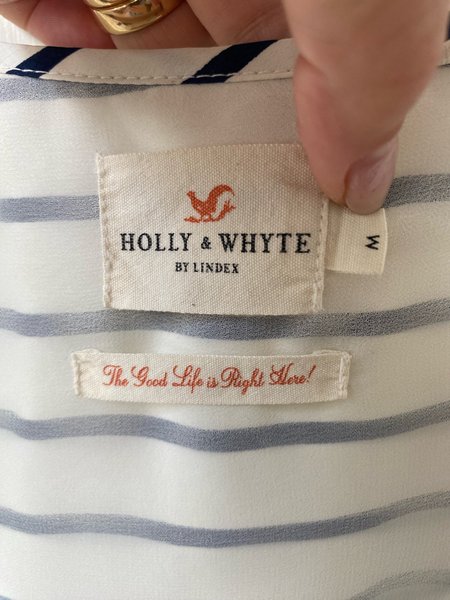 HOLLY & WHYTE
BY LINDEX
M
The Good Life is Right Here!